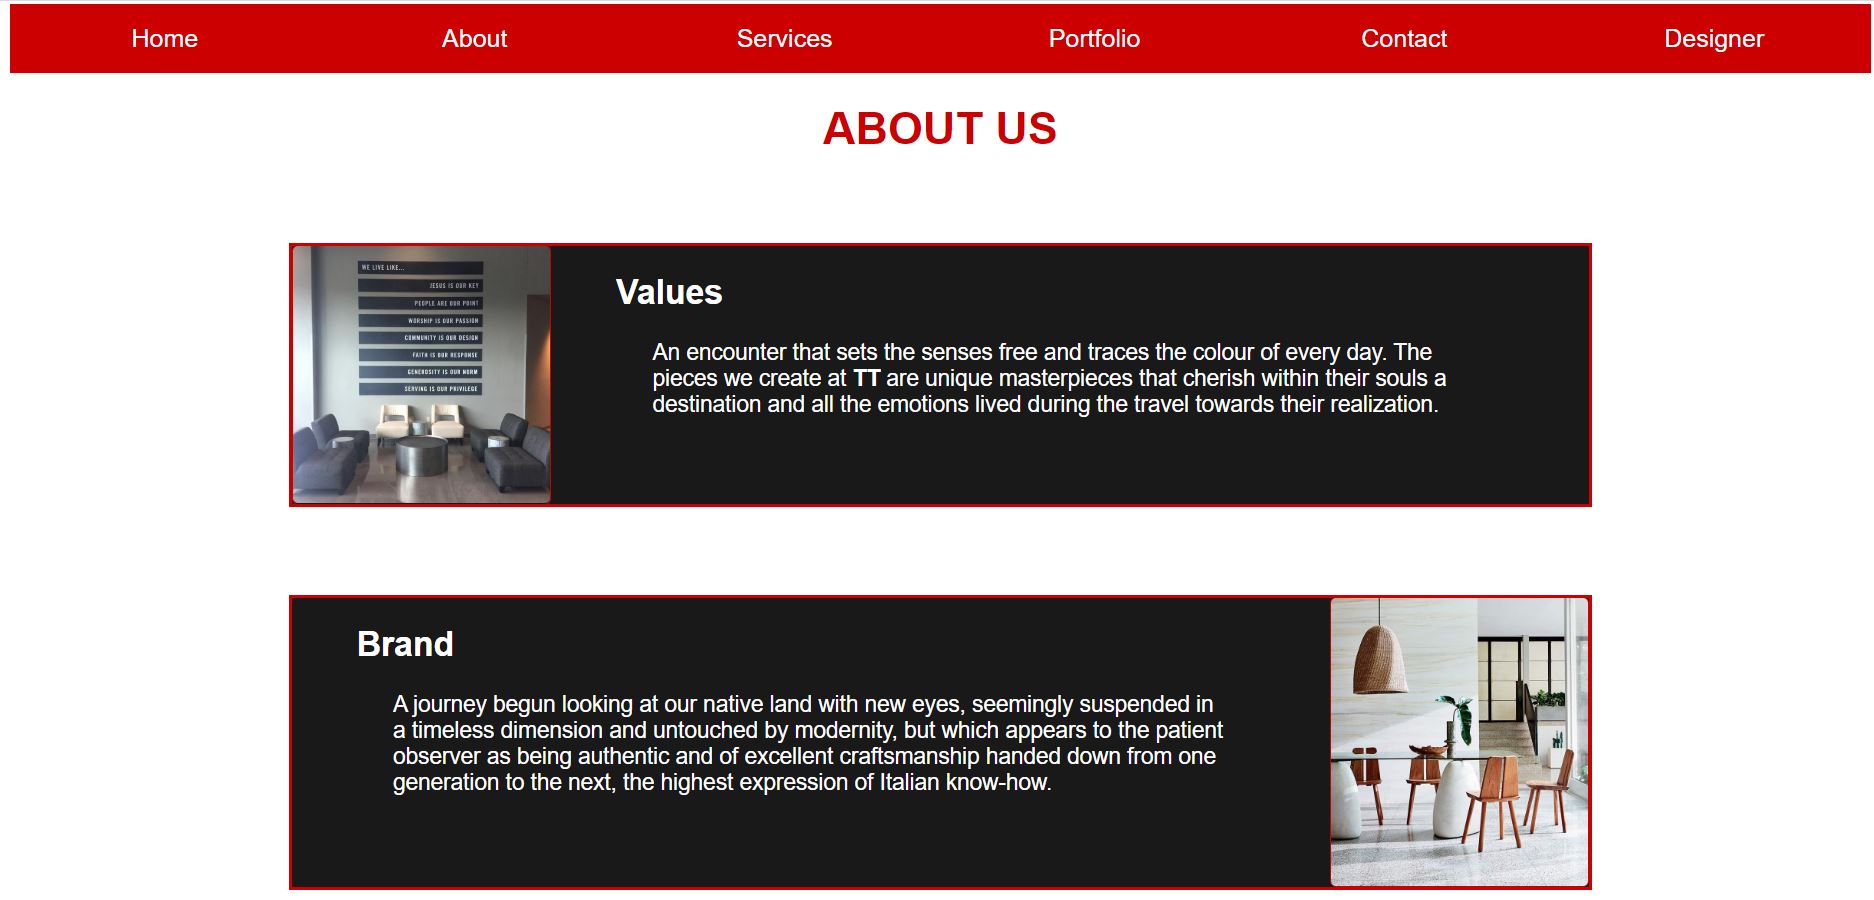 Home About Services Portfolio Contact Designer
ABOUT US
WE LIVE LIKE...
JESUS IS OUR KEY
PEOPLE ARE OUR POINT
WORSHIP IS OUR PASSION
COMMUNITY IS OUR DESIGN
FAITH IS OUR RESPONSE
GENEROSITY IS OUR NORM
SERVING IS OUR PRIVILEGE
Values
An encounter that sets the senses free and traces the colour of every day. The
pieces we create at TT are unique masterpieces that cherish within their souls a
destination and all the emotions lived during the travel towards their realization.
Brand
A journey begun looking at our native land with new eyes, seemingly suspended in
a timeless dimension and untouched by modernity, but which appears to the patient
observer as being authentic and of excellent craftsmanship handed down from one
generation to the next, the highest expression of Italian know-how.